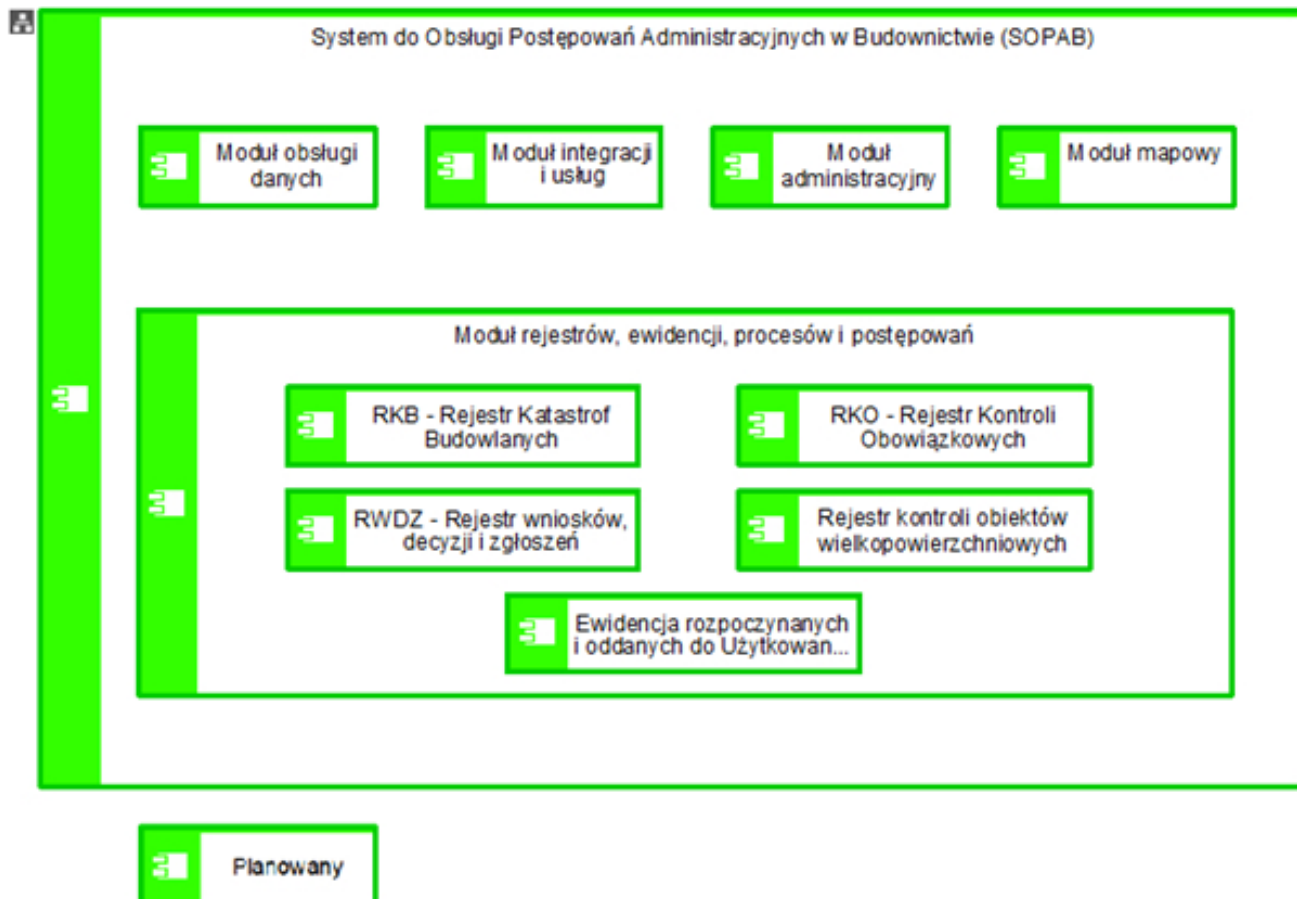 System do Obsługi Postępowań Administracyjnych w Budownictwie (SOPAB)
Moduł obsługi
danych
Moduł integracji
i usług
Moduł
administracyjny
Moduł mapowy
Moduł rejestrów, ewidencji, procesów i postępowań
RKB - Rejestr Katastrof
Budowlanych
RKO - Rejestr Kontroli
Obowiązkowych
RWDZ - Rejestr wniosków,
decyzji i zgłoszeń
Rejestr kontroli obiektów
wielkopowierzchniowych
Ewidencja rozpoczynanych
i oddanych do Użytkowan...
Planowany